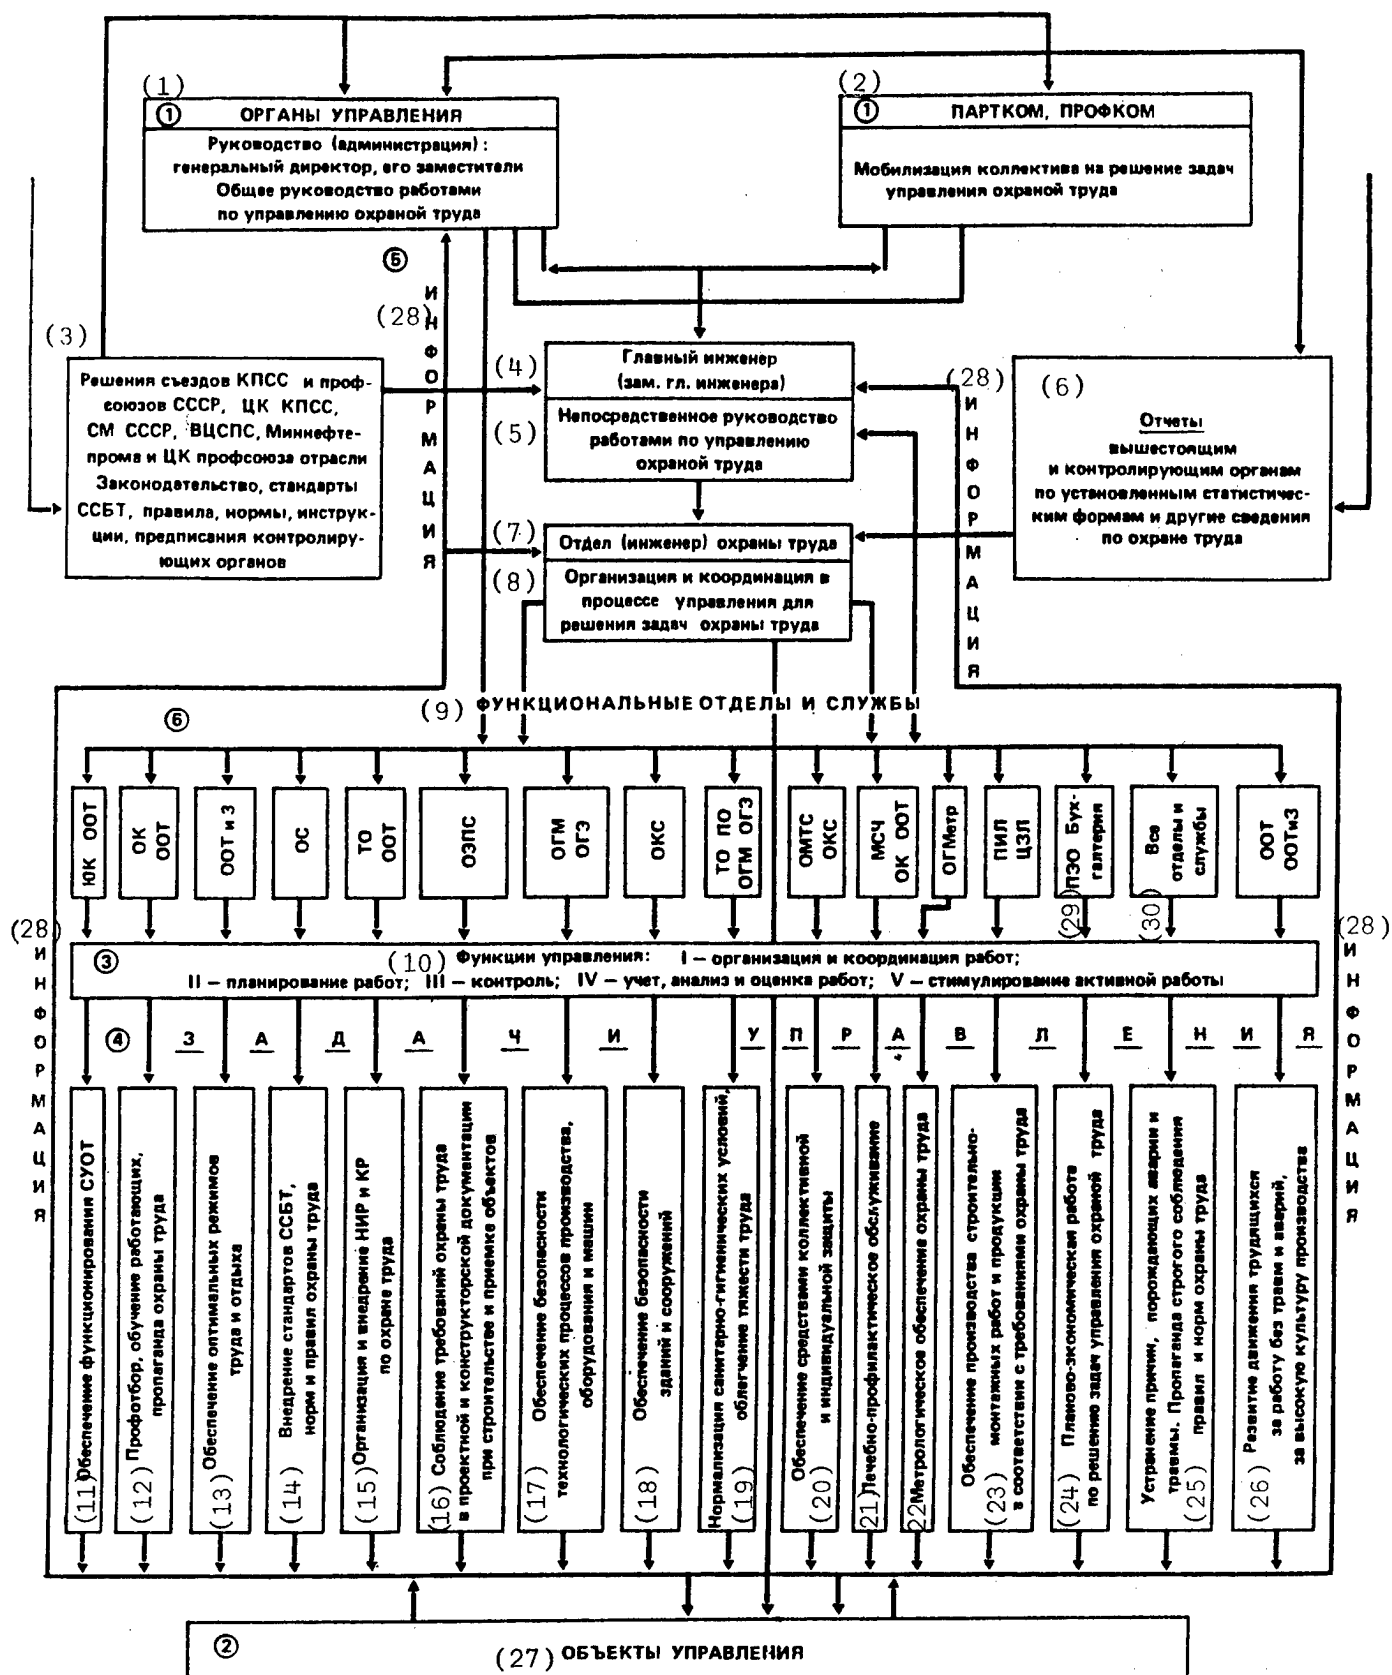 (1)
① ОРГАНЫ УПРАВЛЕНИЯ
Руководство (администрация) :
генеральный директор, его заместители
Общее руководство работами
по управлению охраной труда
(2)
① ПАРТКОМ, ПРОФКОМ
Мобилизация коллектива на решение задач
управления охраной труда
⑤
(28)
ИНФОРМАЦИЯ
(3)
Решения съездов КПСС и проф-
союзов СССР, ЦК КПСС,
СМ СССР, ВЦСПС, Миннефте-
прома и ЦК профсоюза отрасли
Законодательство, стандарты
ССБТ, правила, нормы, инструк-
ции, предписания контролиру-
ющих органов
(4)
Главный инженер
(зам. гл. инженера)
(5)
Непосредственное руководство
работами по управлению
охраной труда
(28)
ИНФОРМАЦИЯ
(6)
Отчеты
вышестоящим
и контролирующим органам
по установленным статистичес-
ким формам и другие сведения
по охране труда
(7)
Отдел (инженер) охраны труда
(8)
Организация и координация в
процессе управления для
решения задач охраны труда
(9) ФУНКЦИОНАЛЬНЫЕ ОТДЕЛЫ И СЛУЖБЫ
⑥
ЮК ООТ
ОК
ООТ
ООТ и З
ОС
ТО
ООТ
ОЭПС
ОГМ
ОГЭ
ОКС
ТО ПО
ОГМ ОГЭ
ОМТС
ОКС
МСЧ
ОК ООТ
ОГМетр
ПИЛ
ЦЗЛ
ПЭО Бух-
галтерия
(29)
Все
отделы и
службы
(30)
ООТ
ООТиЗ
(28)
ИНФОРМАЦИЯ
(28)
ИНФОРМАЦИЯ
③ (10) Функции управления: I — организация и координация работ;
II — планирование работ; III — контроль; IV — учет, анализ и оценка работ; V — стимулирование активной работы
④ З А Д А Ч И У П Р А В Л Е Н И Я
(11) Обеспечение функционирования СУОТ
(12) Профотбор, обучение работающих,
пропаганда охраны труда
(13) Обеспечение оптимальных режимов
труда и отдыха
(14) Внедрение стандартов ССБТ,
норм и правил охраны труда
(15) Организация и внедрение НИР и КР
по охране труда
(16) Соблюдение требований охраны труда
в проектной и конструкторской документации
при строительстве и приемке объектов
(17) Обеспечение безопасности
технологических процессов производства,
оборудования и машин
(18) Обеспечение безопасности
зданий и сооружений
Нормализация санитарно-гигиенических условий,
(19) облегчение тяжести труда
Обеспечение средствами коллективной
(20) и индивидуальной защиты
21) Лечебно-профилактическое обслуживание
22 Метрологическое обеспечение охраны труда
Обеспечение производства строительно-
(23) монтажных работ и продукции
в соответствии с требованиями охраны труда
(24) Планово-экономическая работа
по решению задач управления охраной труда
Устранение причин, порождающих аварии и
травмы. Пропаганда строгого соблюдения
(25) правил и норм охраны труда
(26) Развитие движения трудящихся
за работу без травм и аварий,
за высокую культуру производства
② (27) ОБЪЕКТЫ УПРАВЛЕНИЯ